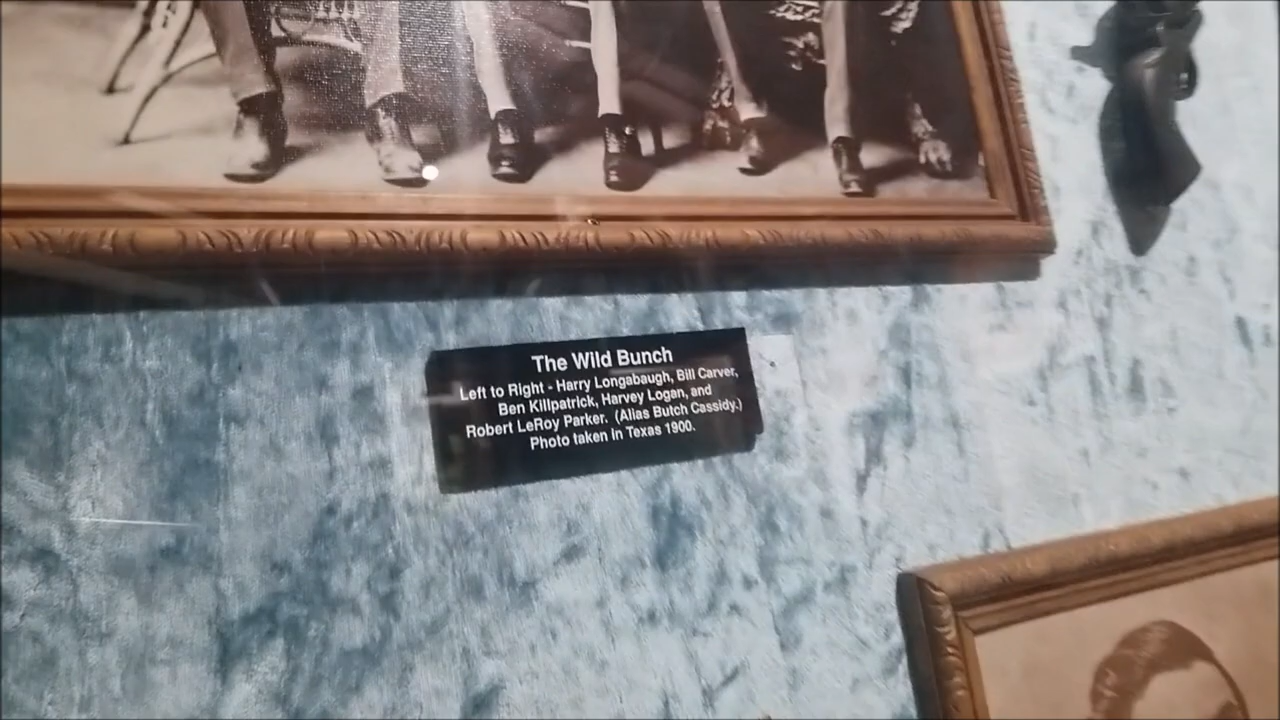 The Wild Bunch
Left to Right - Harry Longabaugh, Bill Carver,
Ben Killpatrick, Harvey Logan, and
Robert LeRoy Parker. (Alias Butch Cassidy.)
Photo taken in Texas 1900.